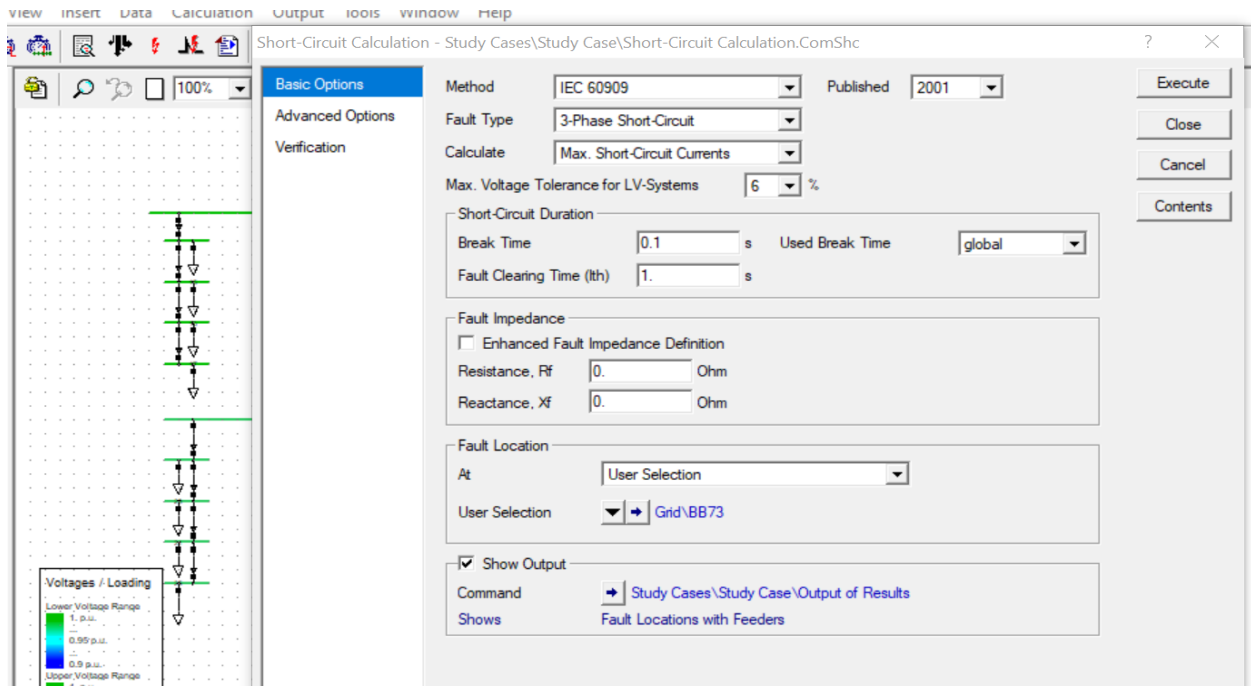 View Insert Data Calculation Output Tools Window Help
Short-Circuit Calculation - Study Cases\Study Case\Short-Circuit Calculation.ComShc ?
100%
Basic Options
Advanced Options
Verification
Method IEC 60909 Published 2001
Fault Type 3-Phase Short-Circuit
Calculate Max. Short-Circuit Currents
Max. Voltage Tolerance for LV-Systems 6 %
Short-Circuit Duration
Break Time 0.1 s Used Break Time global
Fault Clearing Time (Ith) 1. s
Fault Impedance
Enhanced Fault Impedance Definition
Resistance, Rf 0. Ohm
Reactance, Xf 0. Ohm
Fault Location
At User Selection
User Selection Grid\BB73
Show Output
Command Study Cases\Study Case\Output of Results
Shows Fault Locations with Feeders
Execute
Close
Cancel
Contents
Voltages / Loading
Lower Voltage Range
1. p.u.
...
0.95 p.u.
...
0.9 p.u.
Upper Voltage Range